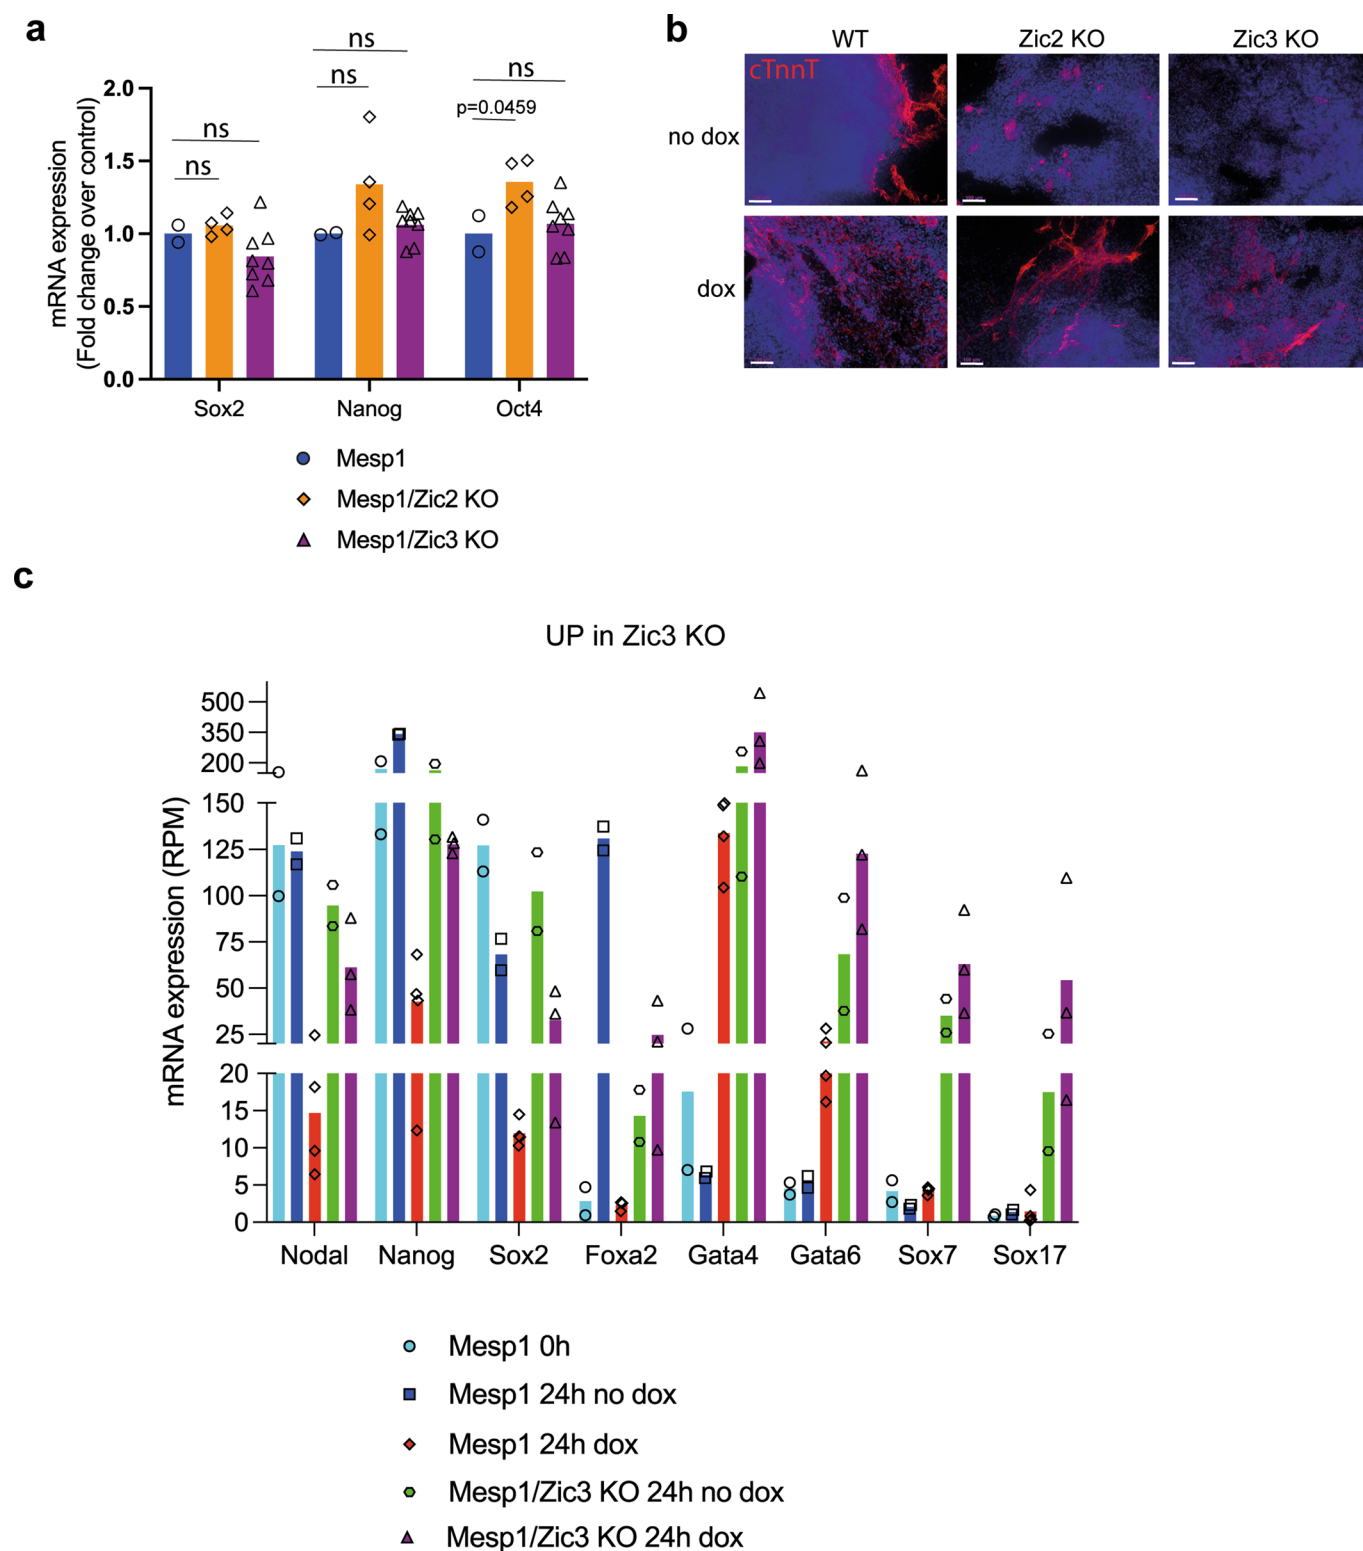 a
ns
ns
ns
ns
ns
p=0.0459
2.0
1.5
1.0
0.5
0.0
mRNA expression
(Fold change over control)
Sox2 Nanog Oct4
Mesp1
Mesp1/Zic2 KO
Mesp1/Zic3 KO
b
WT Zic2 KO Zic3 KO
cTnnT
no dox
dox
c
UP in Zic3 KO
mRNA expression (RPM)
500
350
200
150
125
100
75
50
25
20
15
10
5
0
Nodal Nanog Sox2 Foxa2 Gata4 Gata6 Sox7 Sox17
Mesp1 0h
Mesp1 24h no dox
Mesp1 24h dox
Mesp1/Zic3 KO 24h no dox
Mesp1/Zic3 KO 24h dox